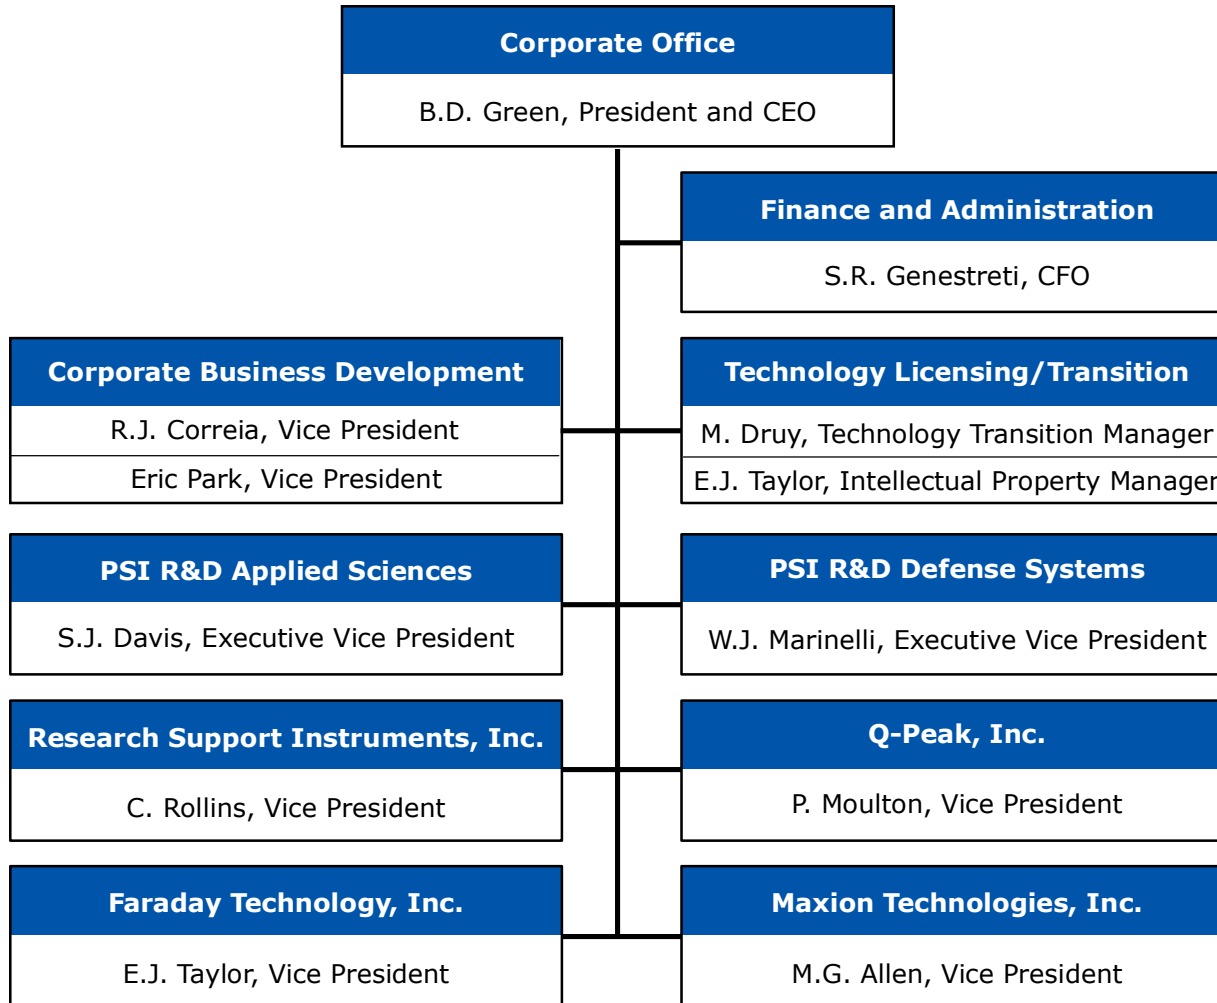 Corporate Office
B.D. Green, President and CEO
Finance and Administration
S.R. Genestreti, CFO
Corporate Business Development
R.J. Correia, Vice President
Eric Park, Vice President
Technology Licensing/Transition
M. Druy, Technology Transition Manager
E.J. Taylor, Intellectual Property Manager
PSI R&D Applied Sciences
S.J. Davis, Executive Vice President
PSI R&D Defense Systems
W.J. Marinelli, Executive Vice President
Research Support Instruments, Inc.
C. Rollins, Vice President
Q-Peak, Inc.
P. Moulton, Vice President
Faraday Technology, Inc.
E.J. Taylor, Vice President
Maxion Technologies, Inc.
M.G. Allen, Vice President